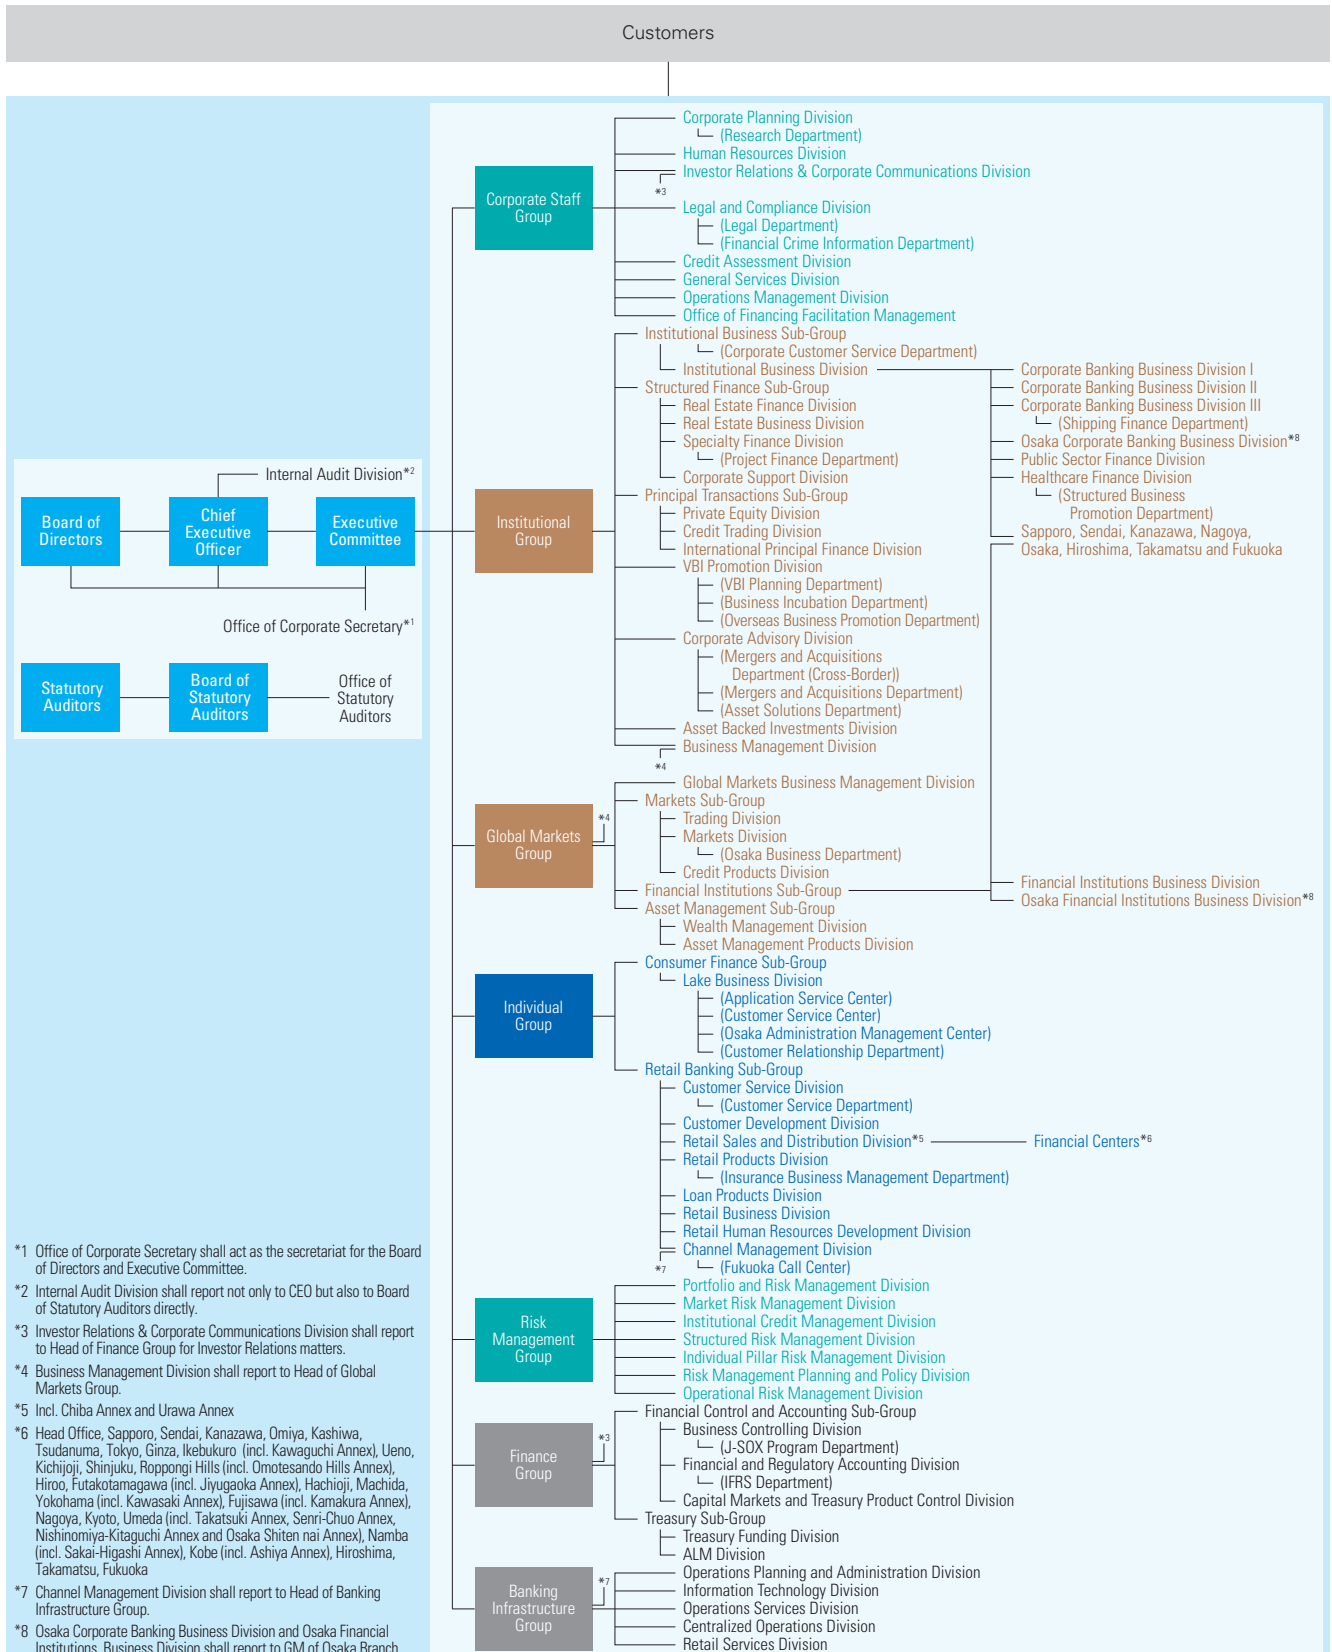 Customers
Corporate Planning Division
(Research Department)
Human Resources Division
Investor Relations & Corporate Communications Division
*3
Corporate Staff
Group
Legal and Compliance Division
(Legal Department)
(Financial Crime Information Department)
Credit Assessment Division
General Services Division
Operations Management Division
Office of Financing Facilitation Management
Institutional Business Sub-Group
(Corporate Customer Service Department)
Institutional Business Division
Structured Finance Sub-Group
Real Estate Finance Division
Real Estate Business Division
Specialty Finance Division
(Project Finance Department)
Corporate Support Division
Principal Transactions Sub-Group
Private Equity Division
Credit Trading Division
International Principal Finance Division
VBI Promotion Division
(VBI Planning Department)
(Business Incubation Department)
(Overseas Business Promotion Department)
Corporate Advisory Division
(Mergers and Acquisitions
Department (Cross-Border))
(Mergers and Acquisitions Department)
(Asset Solutions Department)
Asset Backed Investments Division
Business Management Division
*4
Institutional
Group
Corporate Banking Business Division I
Corporate Banking Business Division II
Corporate Banking Business Division III
(Shipping Finance Department)
Osaka Corporate Banking Business Division*8
Public Sector Finance Division
Healthcare Finance Division
(Structured Business
Promotion Department)
Sapporo, Sendai, Kanazawa, Nagoya,
Osaka, Hiroshima, Takamatsu and Fukuoka
Internal Audit Division*2
Board of
Directors
Chief
Executive
Officer
Executive
Committee
Office of Corporate Secretary*1
Statutory
Auditors
Board of
Statutory
Auditors
Office of
Statutory
Auditors
Global Markets
Group
*4
Global Markets Business Management Division
Markets Sub-Group
Trading Division
Markets Division
(Osaka Business Department)
Credit Products Division
Financial Institutions Sub-Group
Asset Management Sub-Group
Wealth Management Division
Asset Management Products Division
Financial Institutions Business Division
Osaka Financial Institutions Business Division*8
Individual
Group
Consumer Finance Sub-Group
Lake Business Division
(Application Service Center)
(Customer Service Center)
(Osaka Administration Management Center)
(Customer Relationship Department)
Retail Banking Sub-Group
Customer Service Division
(Customer Service Department)
Customer Development Division
Retail Sales and Distribution Division*5
Financial Centers*6
Retail Products Division
(Insurance Business Management Department)
Loan Products Division
Retail Business Division
Retail Human Resources Development Division
Channel Management Division
*7
(Fukuoka Call Center)
Risk
Management
Group
Portfolio and Risk Management Division
Market Risk Management Division
Institutional Credit Management Division
Structured Risk Management Division
Individual Pillar Risk Management Division
Risk Management Planning and Policy Division
Operational Risk Management Division
Finance
Group
*3
Financial Control and Accounting Sub-Group
Business Controlling Division
(J-SOX Program Department)
Financial and Regulatory Accounting Division
(IFRS Department)
Capital Markets and Treasury Product Control Division
Treasury Sub-Group
Treasury Funding Division
ALM Division
Banking
Infrastructure
Group
*7
Operations Planning and Administration Division
Information Technology Division
Operations Services Division
Centralized Operations Division
Retail Services Division
*1 Office of Corporate Secretary shall act as the secretariat for the Board
of Directors and Executive Committee.
*2 Internal Audit Division shall report not only to CEO but also to Board
of Statutory Auditors directly.
*3 Investor Relations & Corporate Communications Division shall report
to Head of Finance Group for Investor Relations matters.
*4 Business Management Division shall report to Head of Global
Markets Group.
*5 Incl. Chiba Annex and Urawa Annex
*6 Head Office, Sapporo, Sendai, Kanazawa, Omiya, Kashiwa,
Tsudanuma, Tokyo, Ginza, Ikebukuro (incl. Kawaguchi Annex), Ueno,
Kichijoji, Shinjuku, Roppongi Hills (incl. Omotesando Hills Annex),
Hiroo, Futakotamagawa (incl. Jiyugaoka Annex), Hachioji, Machida,
Yokohama (incl. Kawasaki Annex), Fujisawa (incl. Kamakura Annex),
Nagoya, Kyoto, Umeda (incl. Takatsuki Annex, Senri-Chuo Annex,
Nishinomiya-Kitaguchi Annex and Osaka Shiten nai Annex), Namba
(incl. Sakai-Higashi Annex), Kobe (incl. Ashiya Annex), Hiroshima,
Takamatsu, Fukuoka
*7 Channel Management Division shall report to Head of Banking
Infrastructure Group.
*8 Osaka Corporate Banking Business Division and Osaka Financial
Institutions Business Division shall report to GM of Osaka Branch